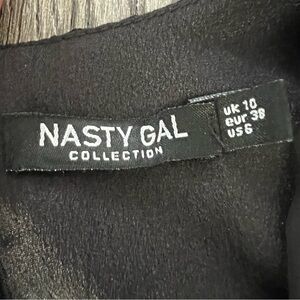 NASTY GAL
COLLECTION
uk 10
eur 38
us 6